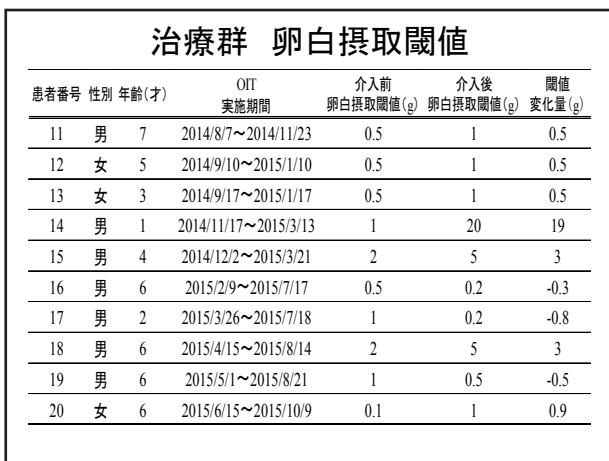 治療群 卵白摂取閾値
患者番号 性別 年齢(才) OIT 実施期間 介入前 卵白摂取閾値(g) 介入後 卵白摂取閾値(g) 閾値 変化量(g)
11 男 7 2014/8/7〜2014/11/23 0.5 1 0.5
12 女 5 2014/9/10〜2015/1/10 0.5 1 0.5
13 女 3 2014/9/17〜2015/1/17 0.5 1 0.5
14 男 1 2014/11/17〜2015/3/13 1 20 19
15 男 4 2014/12/2〜2015/3/21 2 5 3
16 男 6 2015/2/9〜2015/7/17 0.5 0.2 -0.3
17 男 2 2015/3/26〜2015/7/18 1 0.2 -0.8
18 男 6 2015/4/15〜2015/8/14 2 5 3
19 男 6 2015/5/1〜2015/8/21 1 0.5 -0.5
20 女 6 2015/6/15〜2015/10/9 0.1 1 0.9